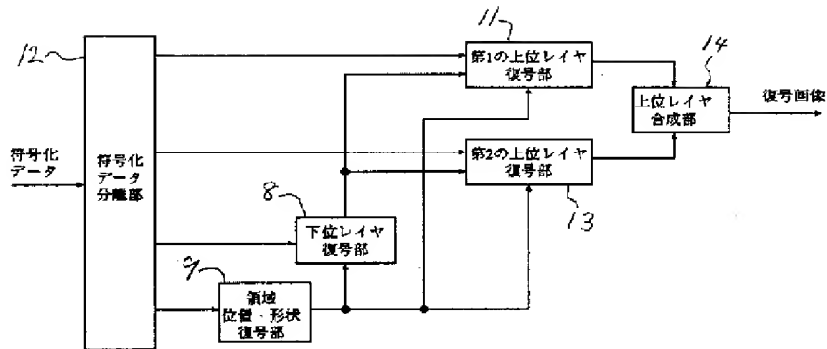 12
符号化
データ
符号化
データ
分離部
11
第1の上位レイヤ
復号部
第2の上位レイヤ
復号部
13
14
上位レイヤ
合成部
復号画像
8
下位レイヤ
復号部
9
領域
位置・形状
復号部